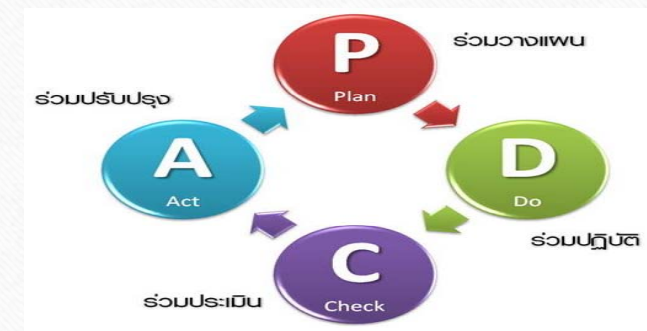 P
Plan
ร่วมวางแผน
D
Do
ร่วมปฏิบัติ
C
Check
ร่วมประเมิน
A
Act
ร่วมปรับปรุง